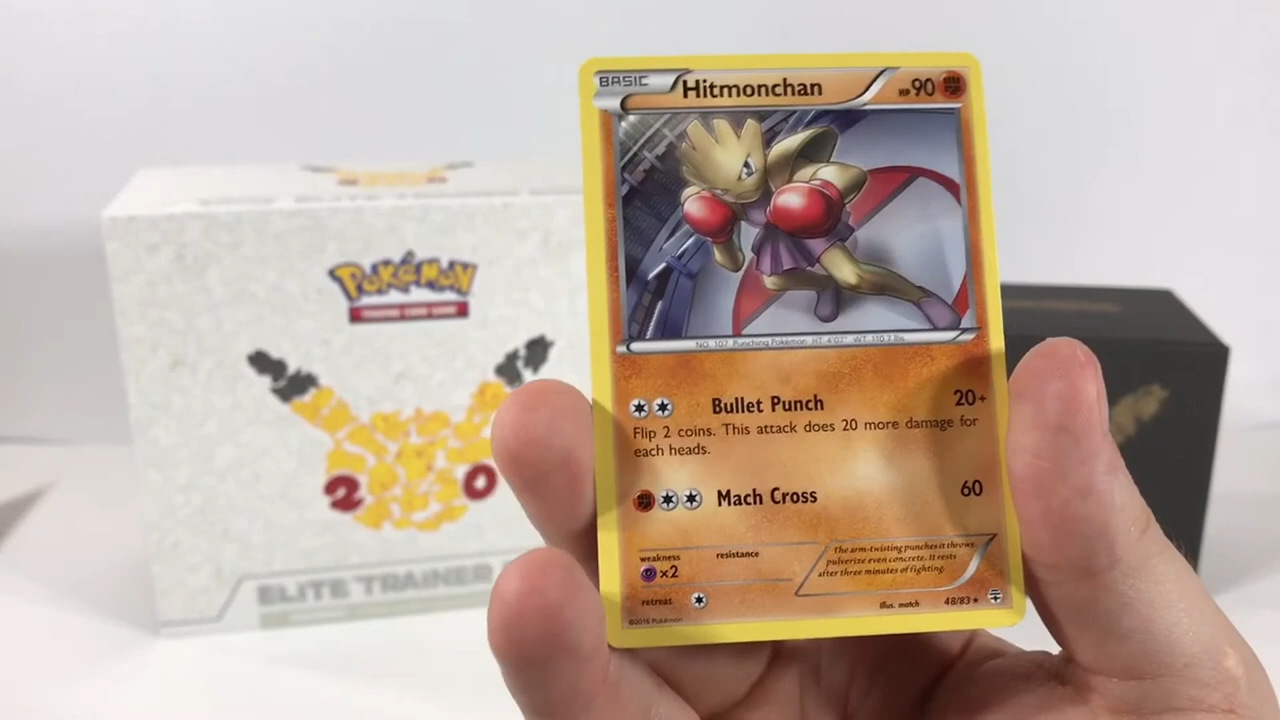 BASIC Hitmonchan HP 90
NO. 107 Punching Pokémon HT: 4'07" WT: 110.7 lbs.
Bullet Punch 20+
Flip 2 coins. This attack does 20 more damage for
each heads.
Mach Cross 60
weakness resistance
×2
The arm-twisting punches it throws
pulverize even concrete. It rests
after three minutes of fighting.
retreat
Illus. match 48/83 ★
©2016 Pokémon
POKéMON
TRADING CARD GAME
20
ELITE TRAINER